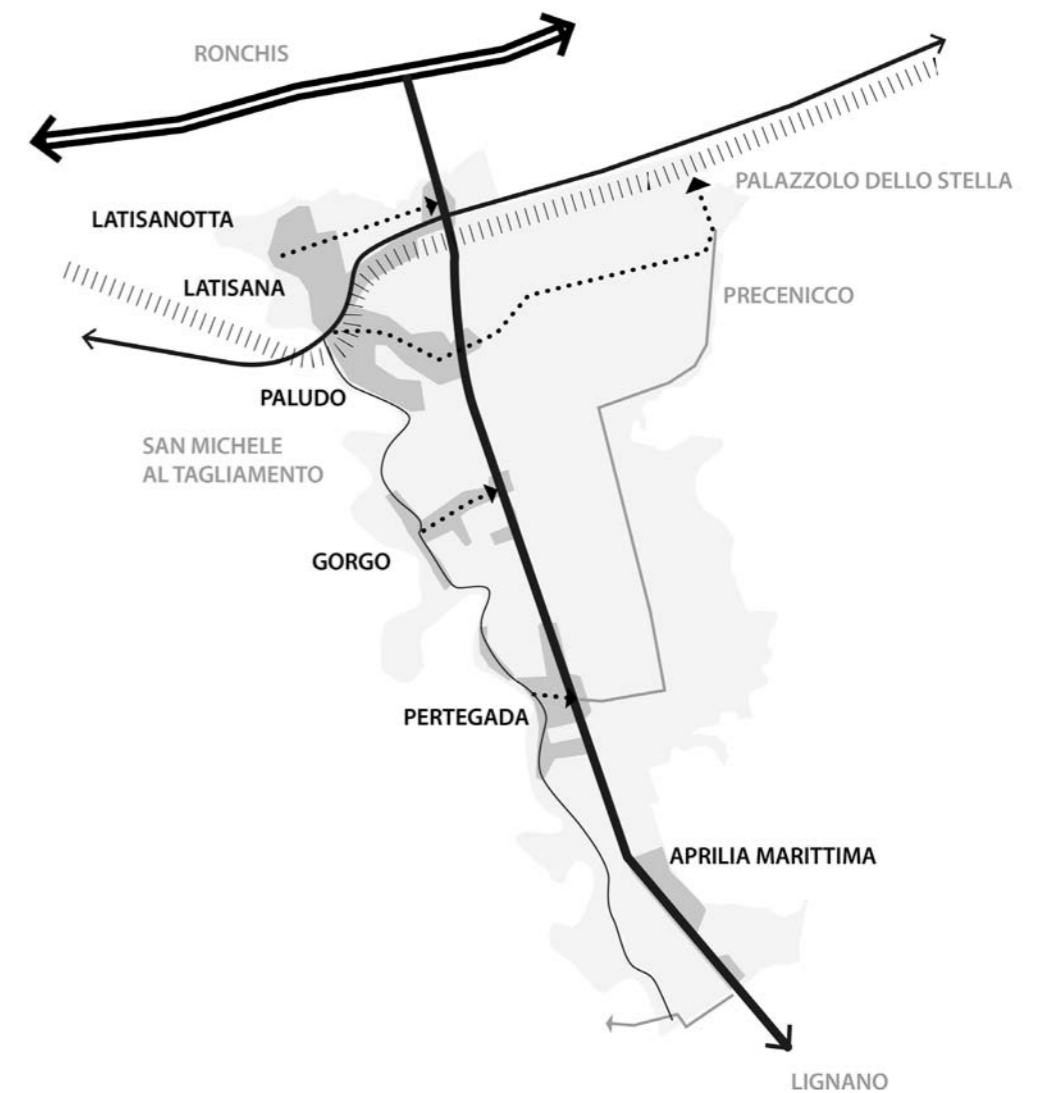 RONCHIS
PALAZZOLO DELLO STELLA
LATISANOTTA
LATISANA
PRECENICCO
PALUDO
SAN MICHELE
AL TAGLIAMENTO
GORGO
PERTEGADA
APRILIA MARITTIMA
LIGNANO